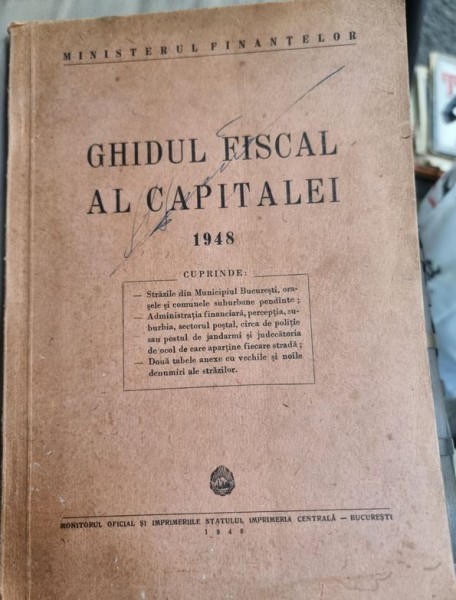 MINISTERUL FINANȚELOR
GHIDUL FISCAL
AL CAPITALEI
1948
CUPRINDE:
— Străzile din Municipiul București, ora-
șele și comunele suburbane pendinte;
— Administrația financiară, percepția, su-
burbia, sectorul poștal, circa de poliție
sau postul de jandarmi și judecătoria
de ocol de care aparține fiecare stradă;
— Două tabele anexe cu vechile și noile
denumiri ale străzilor.
MONITORUL OFICIAL ȘI IMPRIMERIILE STATULUI, IMPRIMERIA CENTRALĂ — BUCUREȘTI
1948